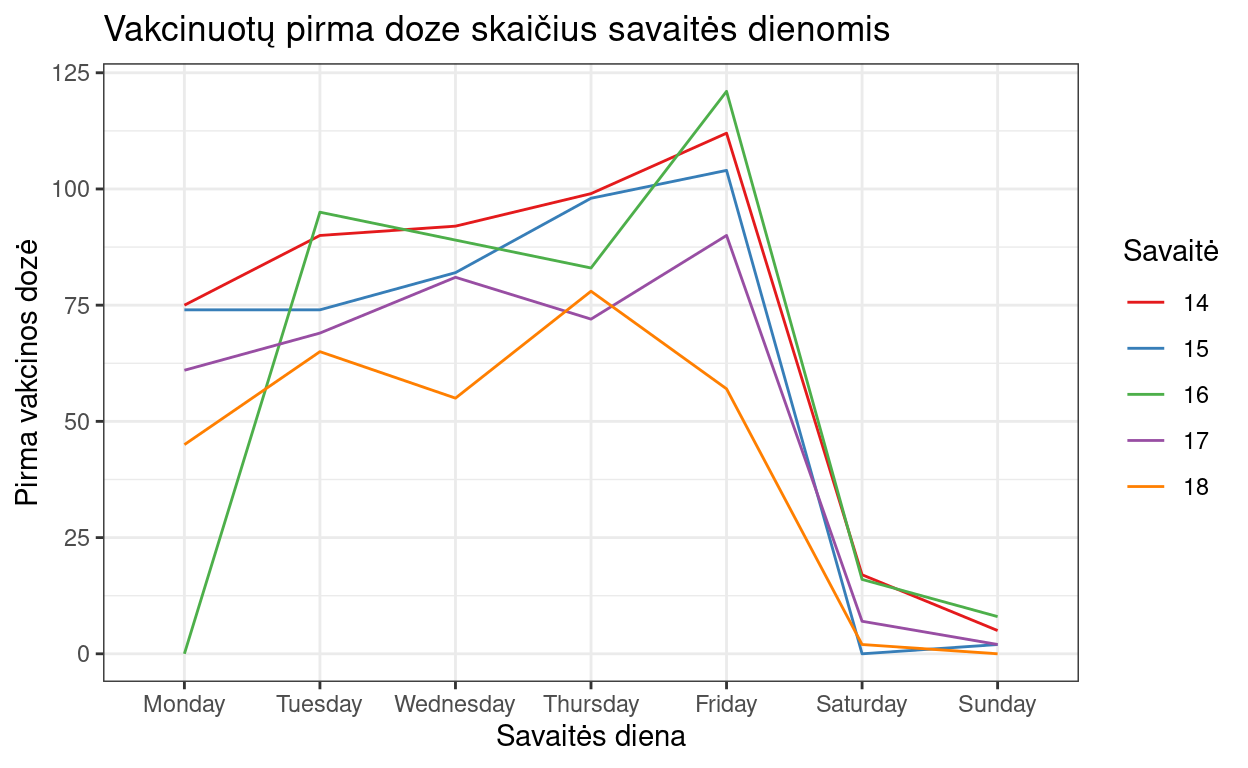 Vakcinuotų pirma doze skaičius savaitės dienomis
Pirma vakcinos dozė
125
100
75
50
25
0
Monday Tuesday Wednesday Thursday Friday Saturday Sunday
Savaitės diena
Savaitė
14
15
16
17
18